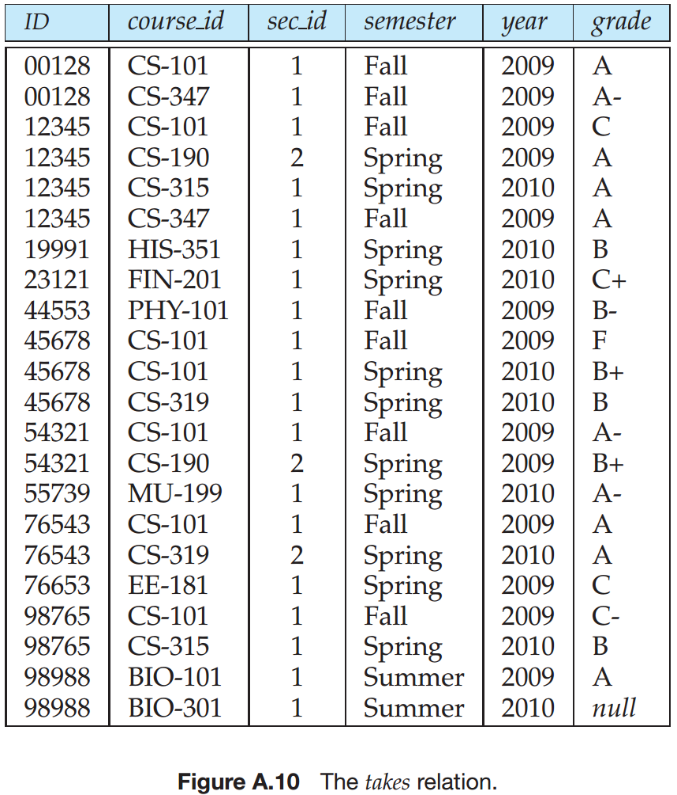 ID course_id sec_id semester year grade
00128 CS-101 1 Fall 2009 A
00128 CS-347 1 Fall 2009 A-
12345 CS-101 1 Fall 2009 C
12345 CS-190 2 Spring 2009 A
12345 CS-315 1 Spring 2010 A
12345 CS-347 1 Fall 2009 A
19991 HIS-351 1 Spring 2010 B
23121 FIN-201 1 Spring 2010 C+
44553 PHY-101 1 Fall 2009 B-
45678 CS-101 1 Fall 2009 F
45678 CS-101 1 Spring 2010 B+
45678 CS-319 1 Spring 2010 B
54321 CS-101 1 Fall 2009 A-
54321 CS-190 2 Spring 2009 B+
55739 MU-199 1 Spring 2010 A-
76543 CS-101 1 Fall 2009 A
76543 CS-319 2 Spring 2010 A
76653 EE-181 1 Spring 2009 C
98765 CS-101 1 Fall 2009 C-
98765 CS-315 1 Spring 2010 B
98988 BIO-101 1 Summer 2009 A
98988 BIO-301 1 Summer 2010 null
Figure A.10 The takes relation.